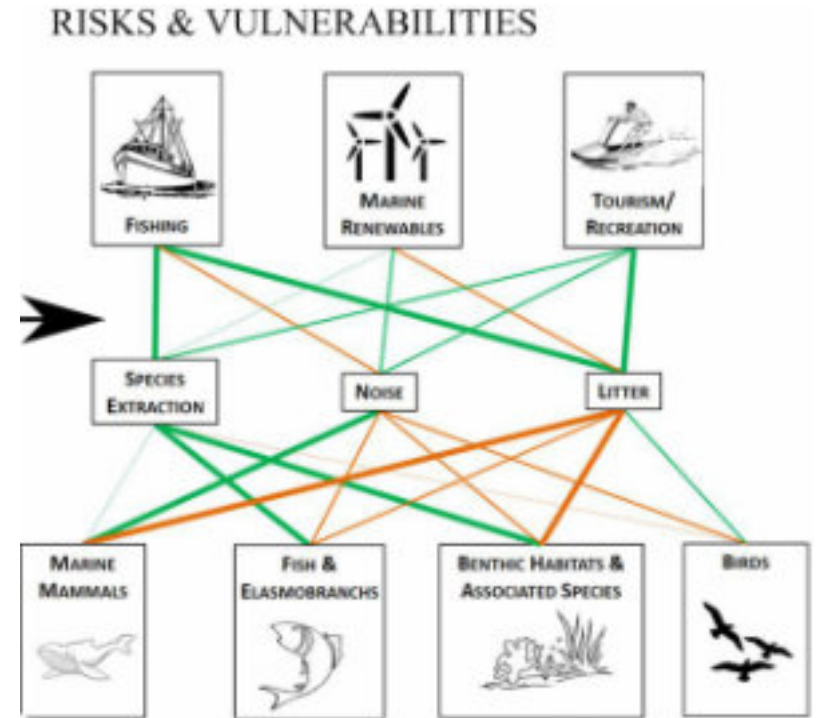 RISKS & VULNERABILITIES
FISHING
MARINE
RENEWABLES
TOURISM/
RECREATION
SPECIES
EXTRACTION
NOISE
LITTER
MARINE
MAMMALS
FISH &
ELASMOBRANCHS
BENTHIC HABITATS &
ASSOCIATED SPECIES
BIRDS